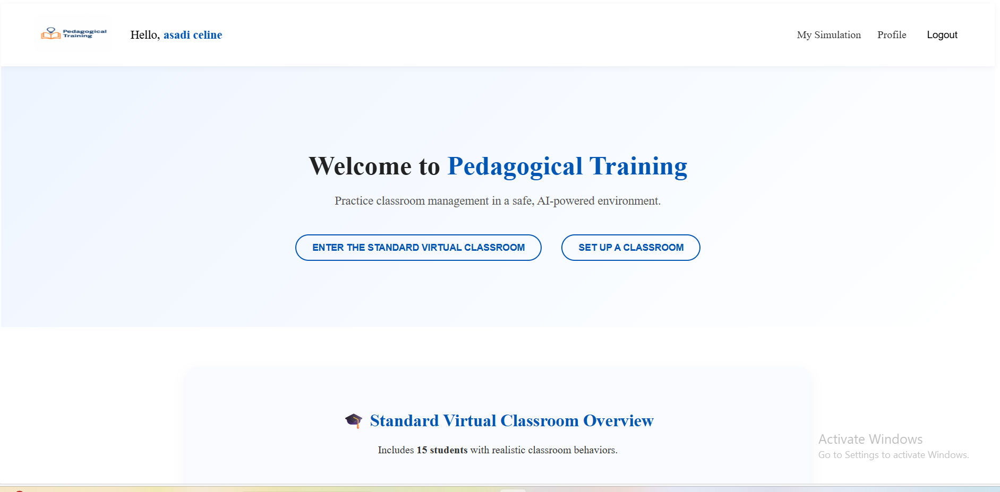 Pedagogical
Training
Hello, asadi celine
My Simulation
Profile
Logout
Welcome to Pedagogical Training
Practice classroom management in a safe, AI-powered environment.
ENTER THE STANDARD VIRTUAL CLASSROOM
SET UP A CLASSROOM
Standard Virtual Classroom Overview
Includes 15 students with realistic classroom behaviors.
Activate Windows
Go to Settings to activate Windows.